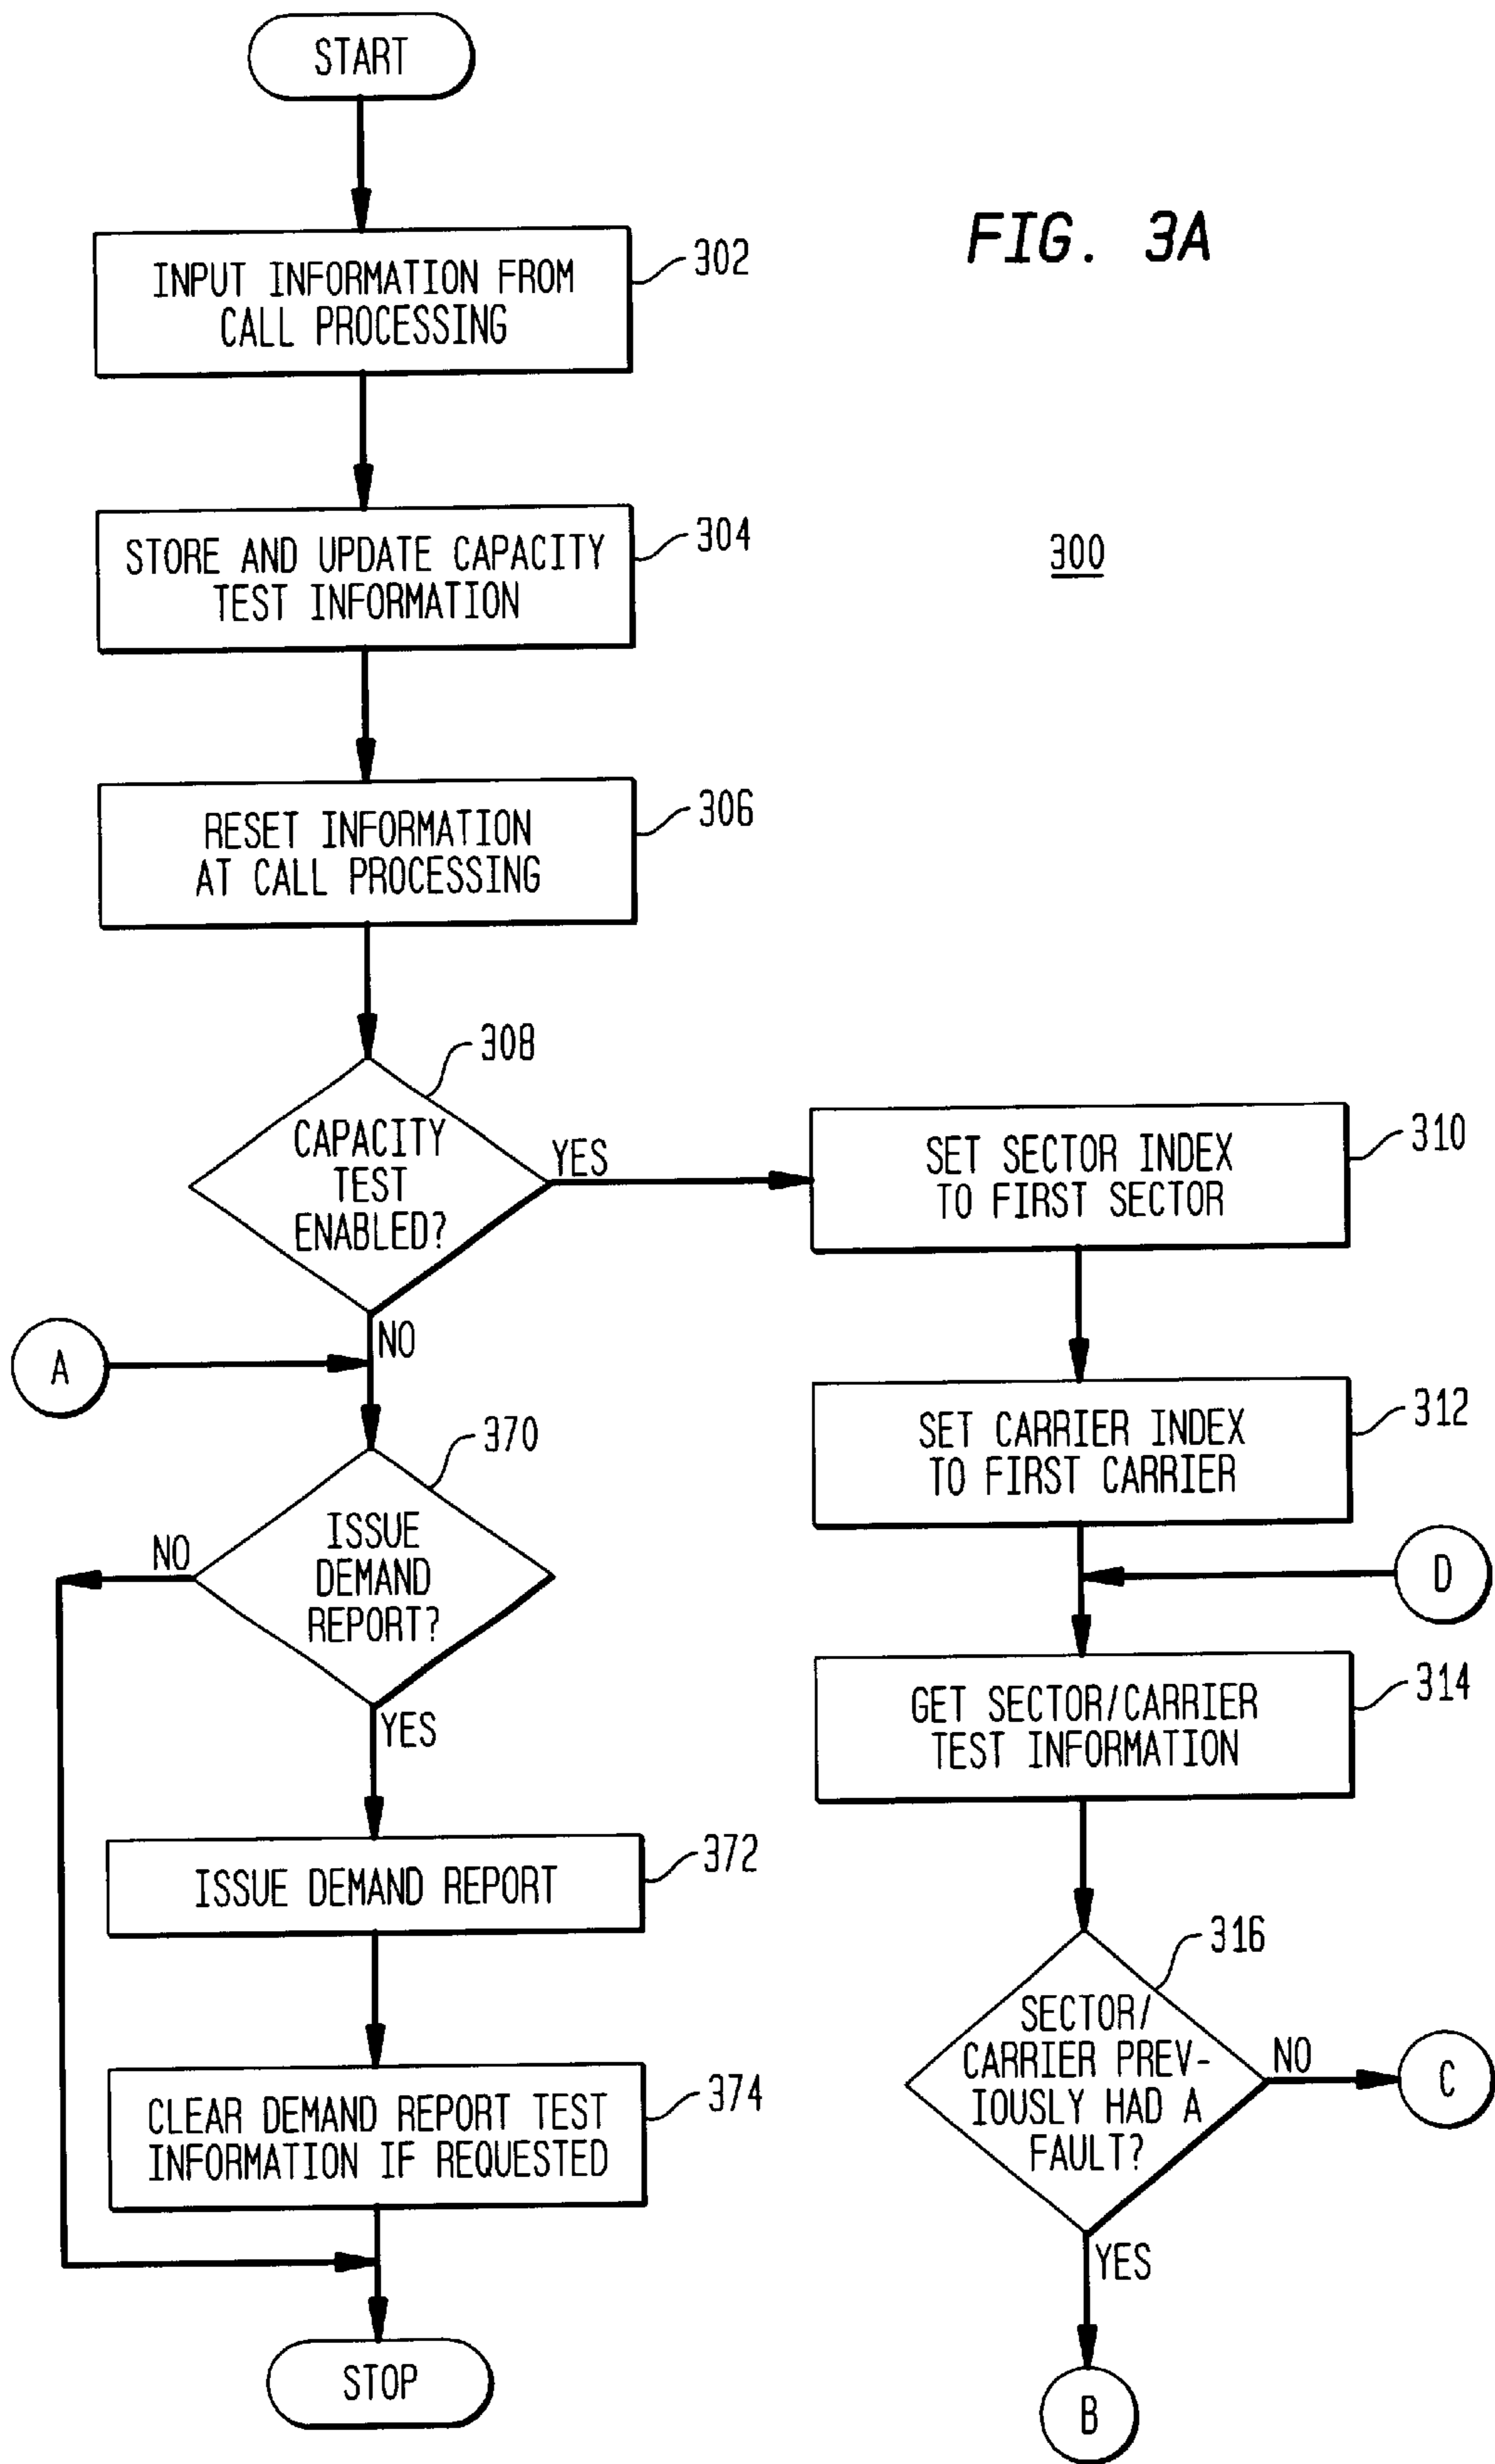 START
FIG. 3A
INPUT INFORMATION FROM
CALL PROCESSING
302
STORE AND UPDATE CAPACITY
TEST INFORMATION
304
300
RESET INFORMATION
AT CALL PROCESSING
306
CAPACITY
TEST
ENABLED?
308
YES
NO
A
ISSUE
DEMAND
REPORT?
370
NO
YES
ISSUE DEMAND REPORT
372
CLEAR DEMAND REPORT TEST
INFORMATION IF REQUESTED
374
STOP
SET SECTOR INDEX
TO FIRST SECTOR
310
SET CARRIER INDEX
TO FIRST CARRIER
312
D
GET SECTOR/CARRIER
TEST INFORMATION
314
SECTOR/
CARRIER PREV-
IOUSLY HAD A
FAULT?
316
NO
C
YES
B